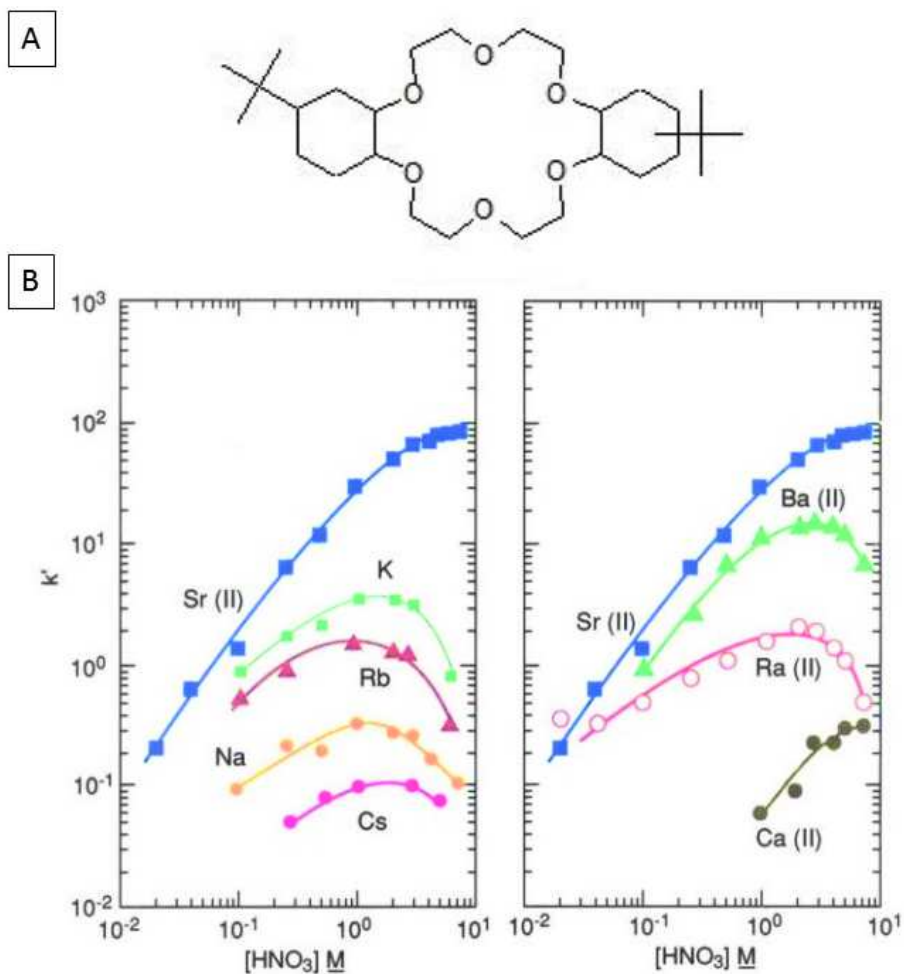 A
O
O O
O O
O
B
10³ 10² 10¹ 10⁰ 10⁻¹ 10⁻²
k'
Sr (II)
K
Rb
Na
Cs
10⁻² 10⁻¹ 10⁰ 10¹
[HNO₃] M
Ba (II)
Sr (II)
Ra (II)
Ca (II)
10⁻² 10⁻¹ 10⁰ 10¹
[HNO₃] M